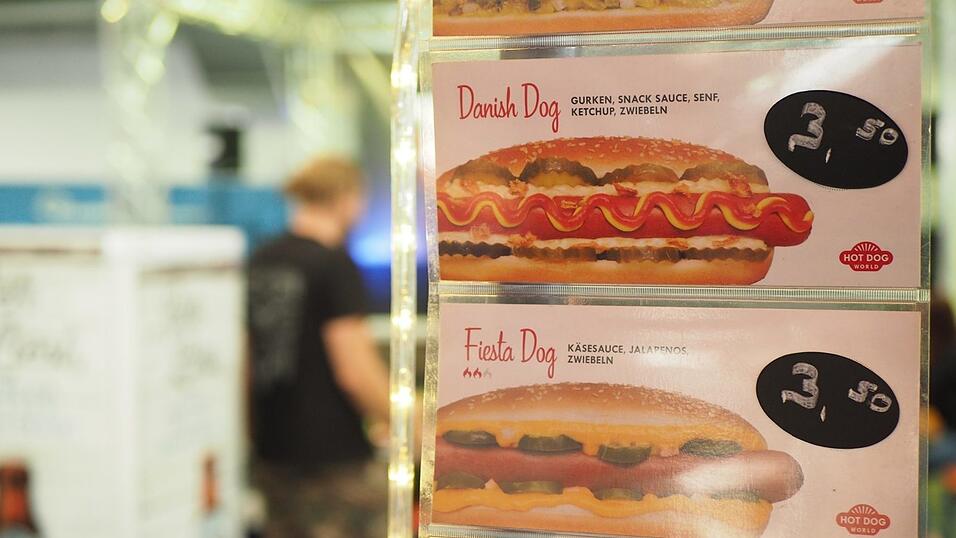 Danish Dog
GURKEN, SNACK SAUCE, SENF,
KETCHUP, ZWIEBELN
3,50
HOT DOG
WORLD
Fiesta Dog
KÄSESAUCE, JALAPENOS,
ZWIEBELN
3,50
HOT DOG
WORLD